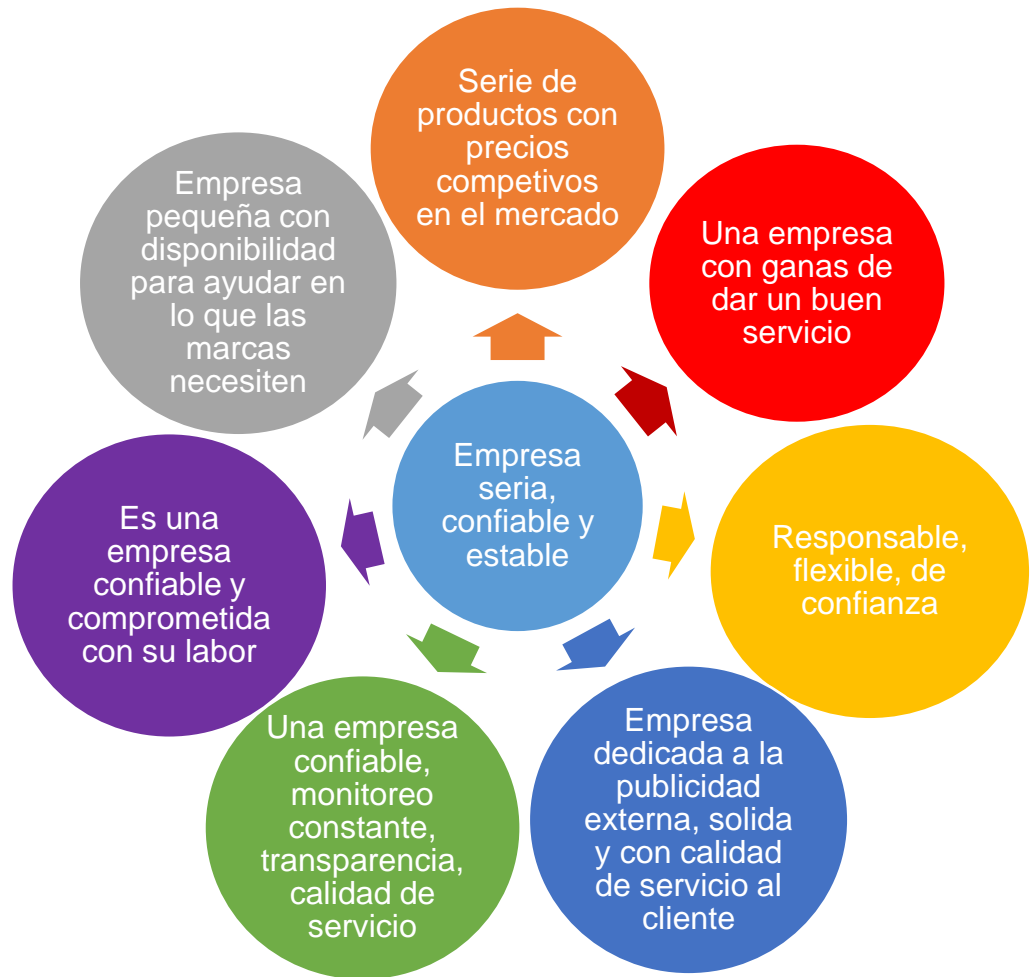 Serie de
productos con
precios
competivos
en el mercado
Una empresa
con ganas de
dar un buen
servicio
Responsable,
flexible, de
confianza
Empresa
dedicada a la
publicidad
externa, solida
y con calidad
de servicio al
cliente
Una empresa
confiable,
monitoreo
constante,
transparencia,
calidad de
servicio
Es una
empresa
confiable y
comprometida
con su labor
Empresa
pequeña con
disponibilidad
para ayudar en
lo que las
marcas
necesiten
Empresa
seria,
confiable y
estable